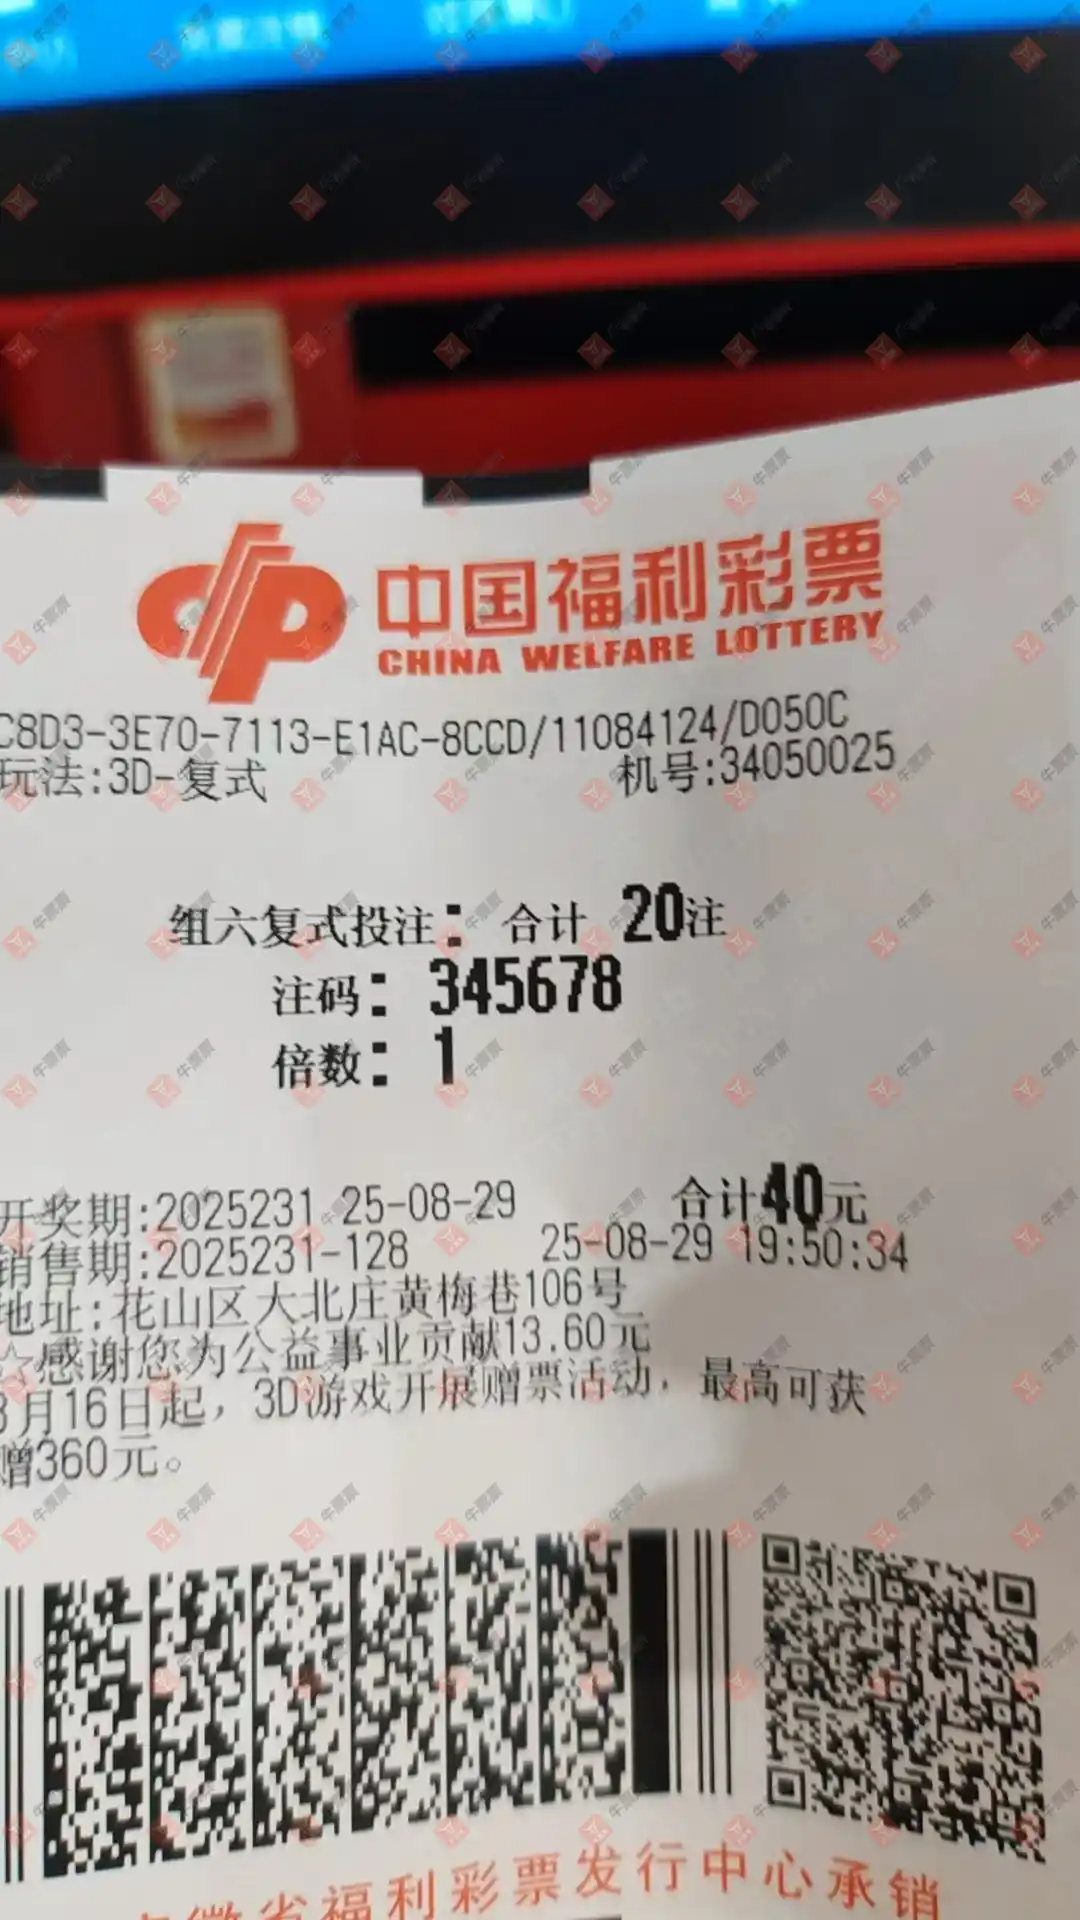 中国福利彩票
CHINA WELFARE LOTTERY
C8D3-3E70-7113-E1AC-8CCD/11084124/D050C
玩法:3D-复式 机号:34050025
组六复式投注: 合计 20注
注码: 345678
倍数: 1
开奖期:2025231 25-08-29 合计40元
销售期:2025231-128 25-08-29 19:50:34
地址:花山区大北庄黄梅巷106号
☆感谢您为公益事业贡献13.60元
8月16日起，3D游戏开展赠票活动，最高可获
赠360元。
徽省福利彩票发行中心承销
牛票票